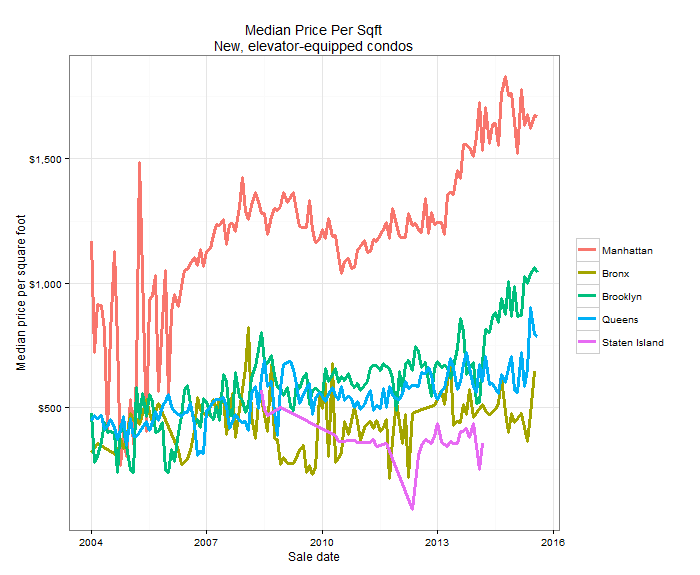 Median Price Per Sqft
New, elevator-equipped condos
Median price per square foot
$1,500
$1,000
$500
2004
2007
2010
2013
2016
Sale date
Manhattan
Bronx
Brooklyn
Queens
Staten Island